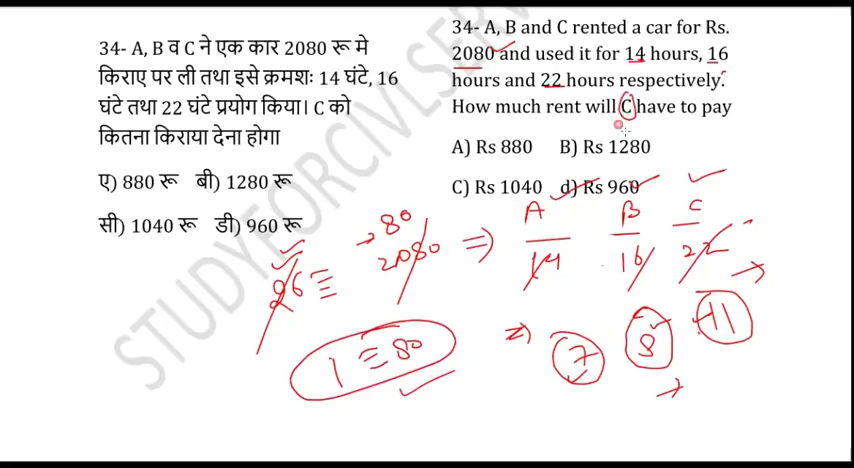 34- A, B व C ने एक कार 2080 रू मे
किराए पर ली तथा इसे क्रमशः 14 घंटे, 16
घंटे तथा 22 घंटे प्रयोग किया। C को
कितना किराया देना होगा
ए) 880 रू बी) 1280 रू
सी) 1040 रू डी) 960 रू
34- A, B and C rented a car for Rs.
2080 and used it for 14 hours, 16
hours and 22 hours respectively.
How much rent will C have to pay
A) Rs 880 B) Rs 1280
C) Rs 1040 d) Rs 960
A B C
14 16 22
→ 80
26 ≡ 2080 ⇒
7 8 11
1 ≡ 80
STUDYFORCIVILSERV